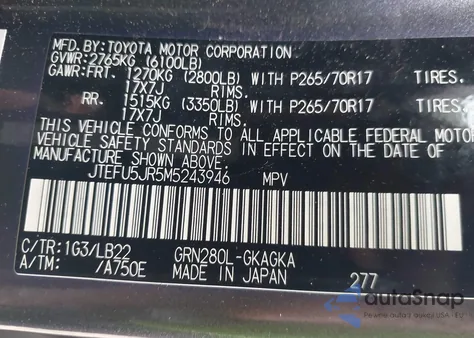 MFD.BY:TOYOTA MOTOR CORPORATION
GVWR:2765KG (6100LB)
GAWR:FRT. 1270KG (2800LB) WITH P265/70R17 TIRES.
17X7J RIMS.
RR. 1515KG (3350LB) WITH P265/70R17 TIRES.
17X7J RIMS.
THIS VEHICLE CONFORMS TO ALL APPLICABLE FEDERAL MOTOR
VEHICLE SAFETY STANDARDS IN EFFECT ON THE DATE OF
MANUFACTURE SHOWN ABOVE.
JTEFU5JR5M5243946 MPV
C/TR:1G3/LB22 GRN280L-GKAGKA
A/TM: /A750E MADE IN JAPAN 277
autoSnap